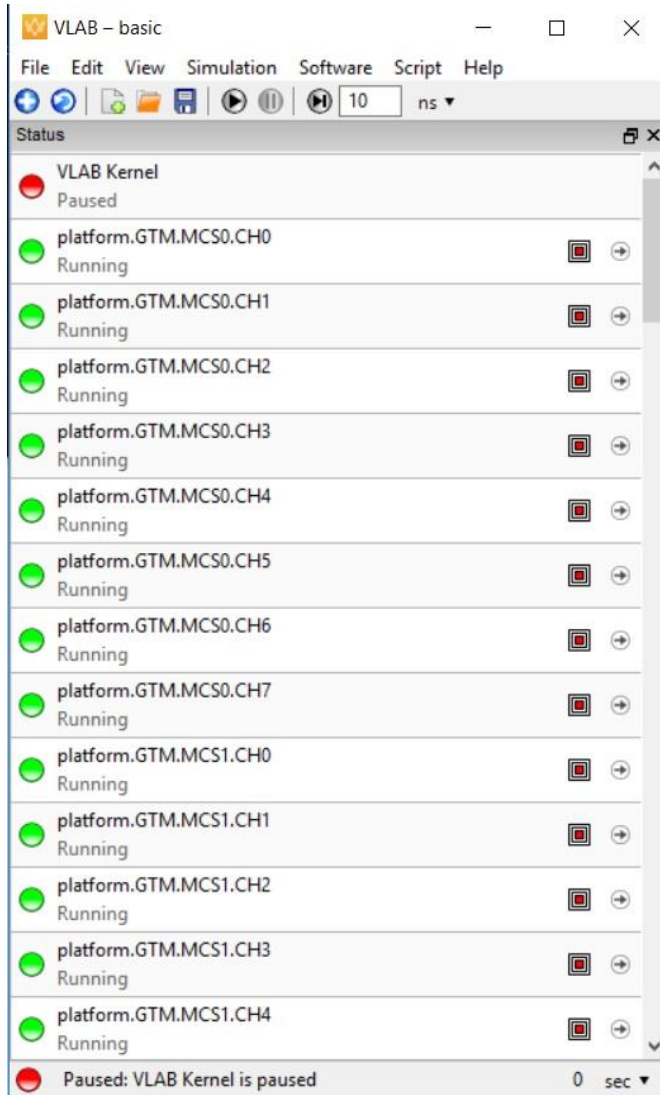 VLAB – basic
File Edit View Simulation Software Script Help
10 ns
Status
VLAB Kernel
Paused
platform.GTM.MCS0.CH0
Running
platform.GTM.MCS0.CH1
Running
platform.GTM.MCS0.CH2
Running
platform.GTM.MCS0.CH3
Running
platform.GTM.MCS0.CH4
Running
platform.GTM.MCS0.CH5
Running
platform.GTM.MCS0.CH6
Running
platform.GTM.MCS0.CH7
Running
platform.GTM.MCS1.CH0
Running
platform.GTM.MCS1.CH1
Running
platform.GTM.MCS1.CH2
Running
platform.GTM.MCS1.CH3
Running
platform.GTM.MCS1.CH4
Running
Paused: VLAB Kernel is paused 0 sec